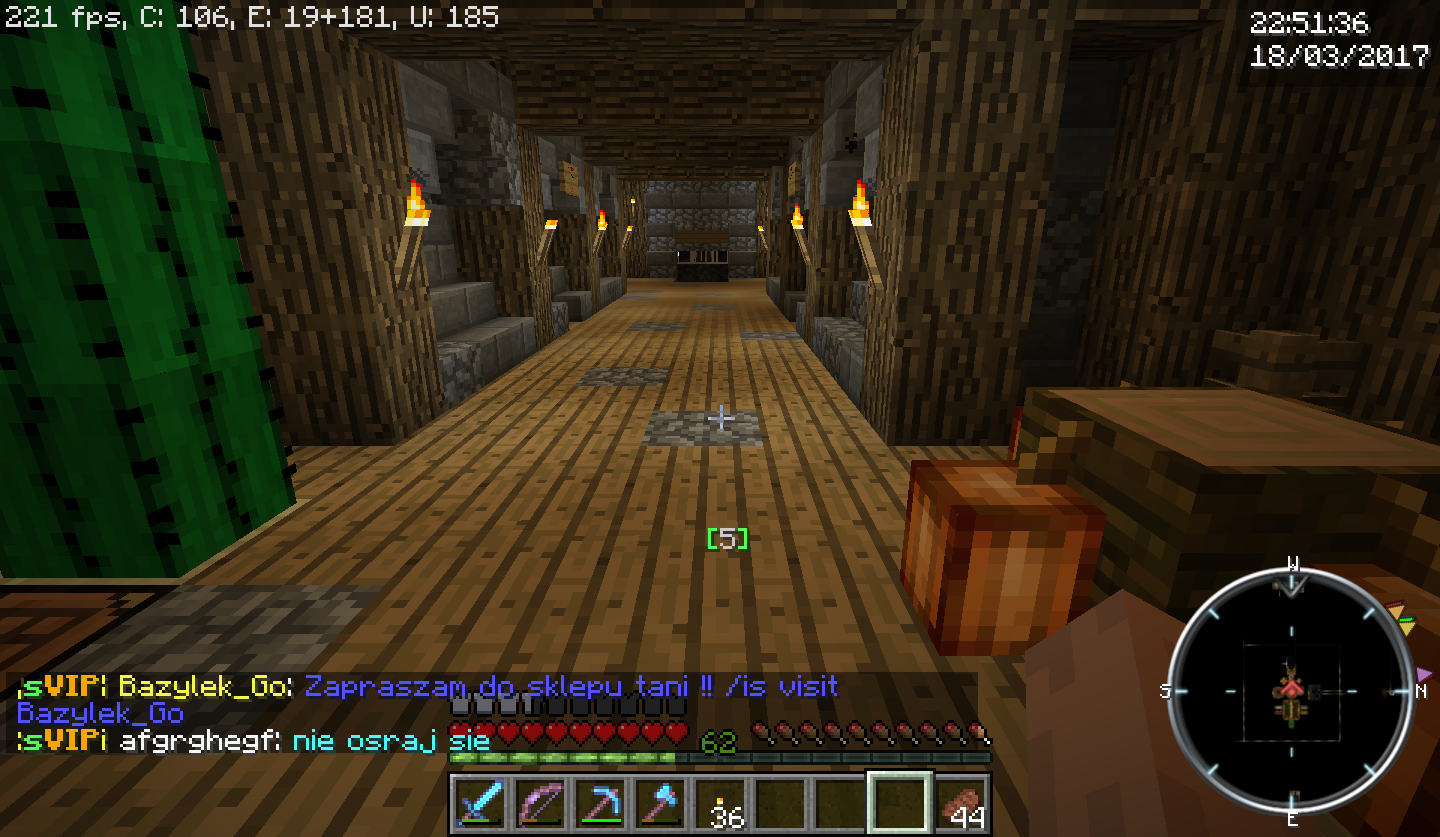 221 fps, C: 106, E: 19+181, U: 185
22:51:36
18/03/2017
[5]
W
S
N
E
¡sVIP¦ Bazylek_Go: Zapraszam do sklepu tani !! /is visit
Bazylek_Go
¦sVIP¡ afgrghegf: nie osraj sie
62
36
44